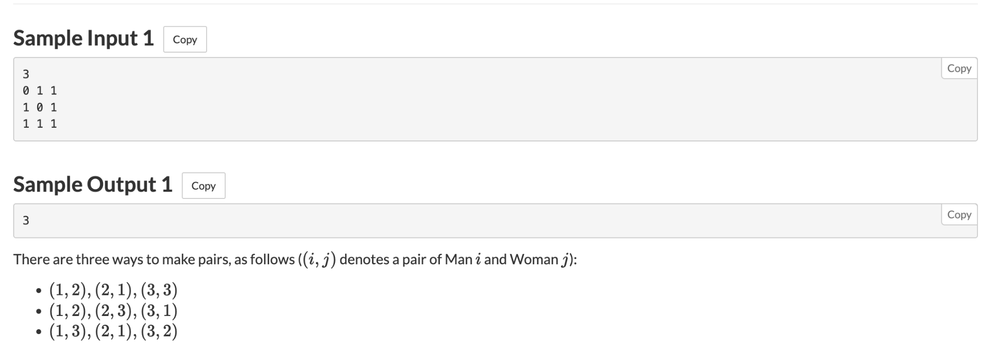 Sample Input 1 Copy
Copy
3
0 1 1
1 0 1
1 1 1
Sample Output 1 Copy
Copy
3
There are three ways to make pairs, as follows ((i, j) denotes a pair of Man i and Woman j):
• (1, 2), (2, 1), (3, 3)
• (1, 2), (2, 3), (3, 1)
• (1, 3), (2, 1), (3, 2)